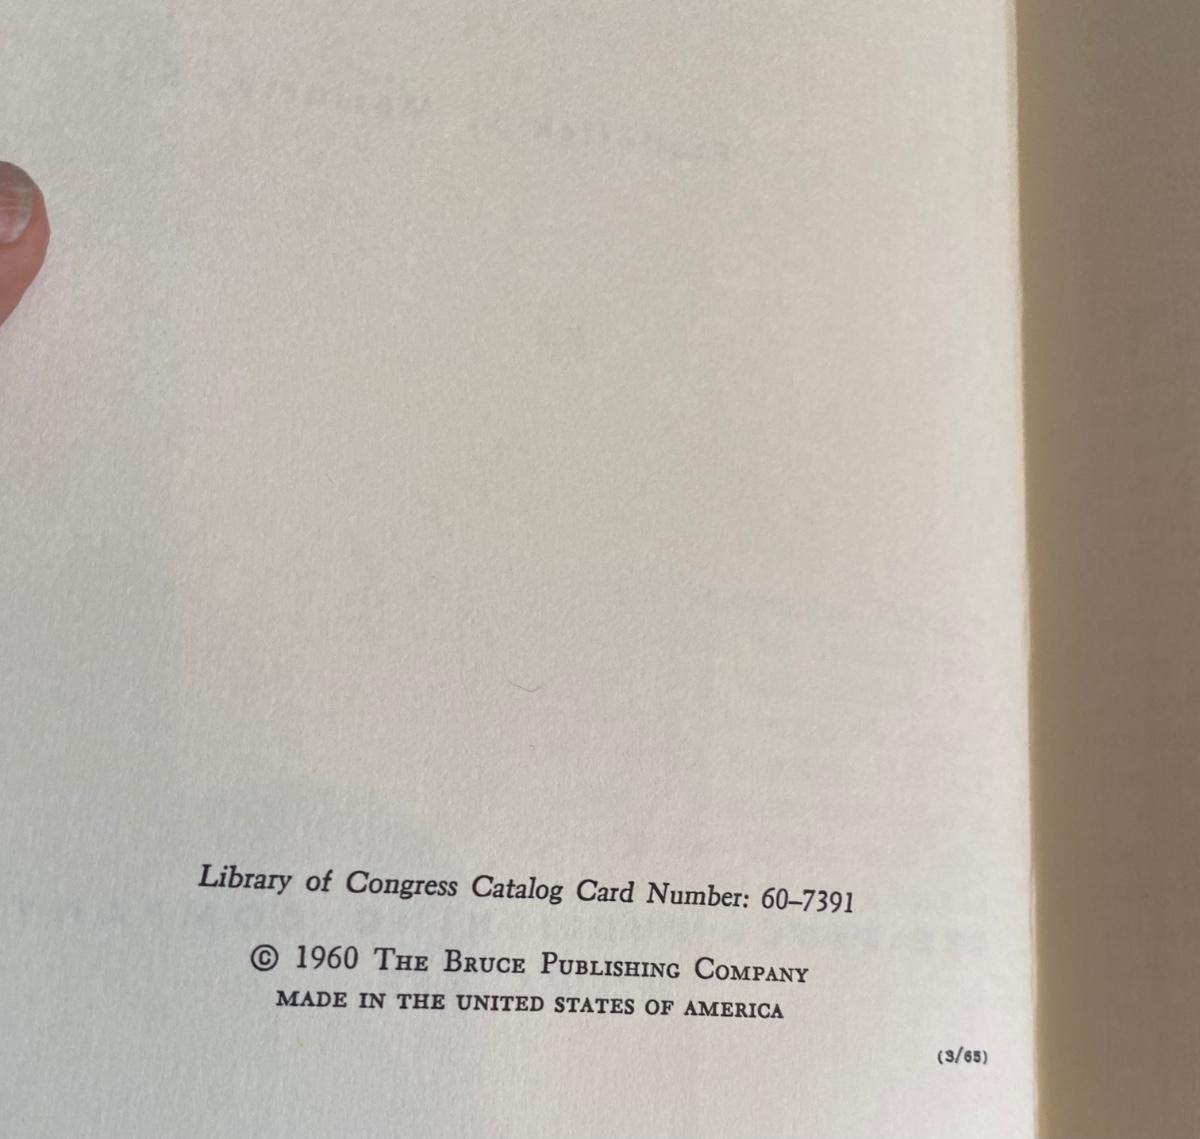 Library of Congress Catalog Card Number: 60–7391
© 1960 The Bruce Publishing Company
MADE IN THE UNITED STATES OF AMERICA
(3/65)